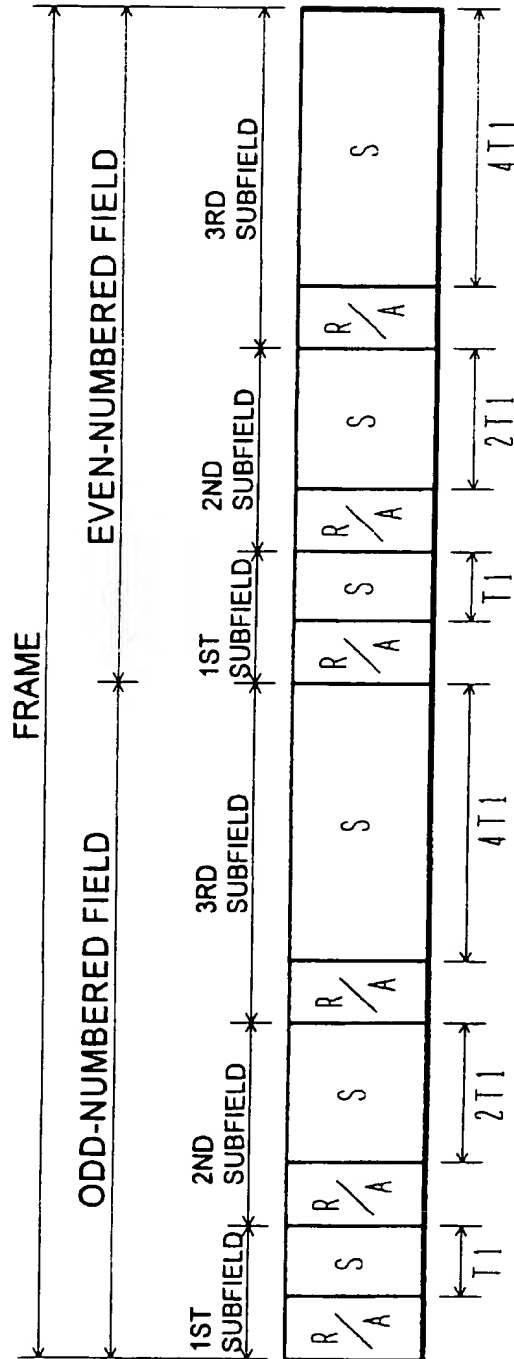 FRAME
ODD-NUMBERED FIELD
EVEN-NUMBERED FIELD
1ST
SUBFIELD
2ND
SUBFIELD
3RD
SUBFIELD
1ST
SUBFIELD
2ND
SUBFIELD
3RD
SUBFIELD
R/A
S
R/A
S
R/A
S
R/A
S
R/A
S
R/A
S
T1
2T1
4T1
T1
2T1
4T1